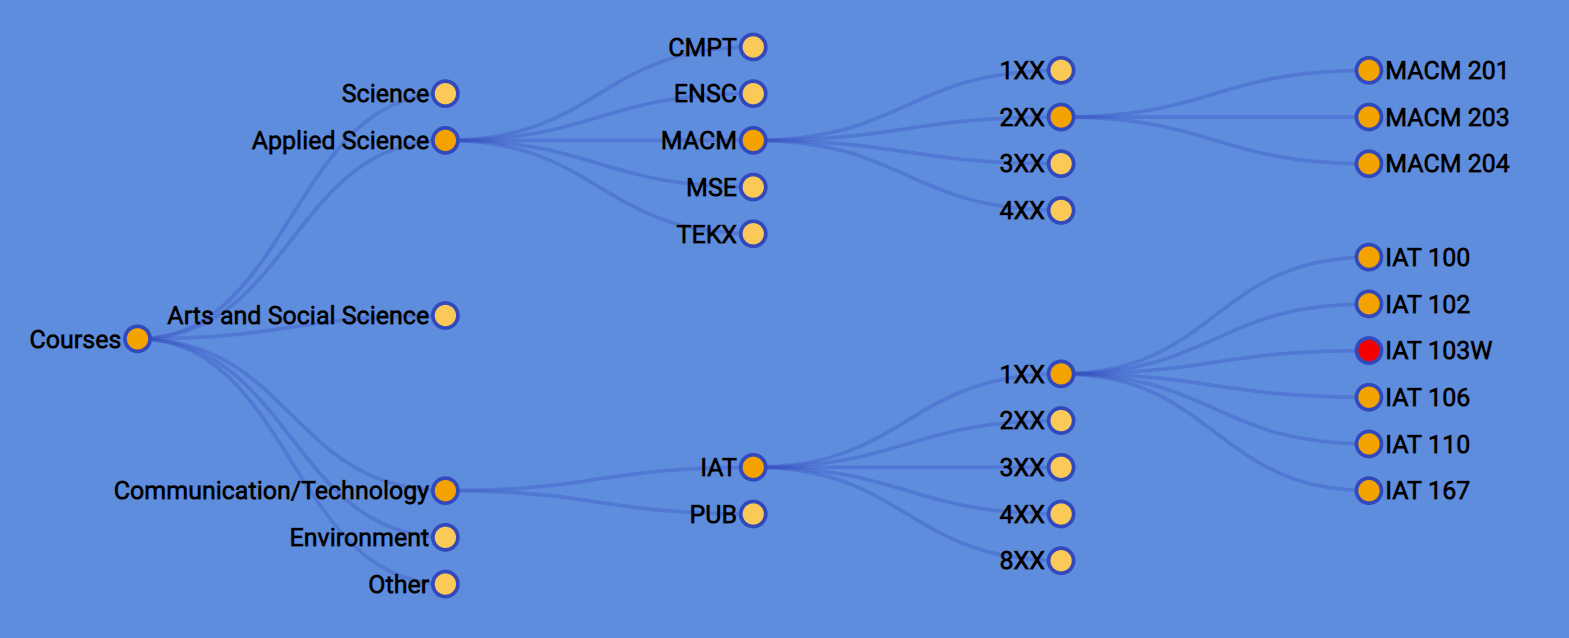 Courses
Science
Applied Science
Arts and Social Science
Communication/Technology
Environment
Other
CMPT
ENSC
MACM
MSE
TEKX
IAT
PUB
1XX
2XX
3XX
4XX
1XX
2XX
3XX
4XX
8XX
MACM 201
MACM 203
MACM 204
IAT 100
IAT 102
IAT 103W
IAT 106
IAT 110
IAT 167